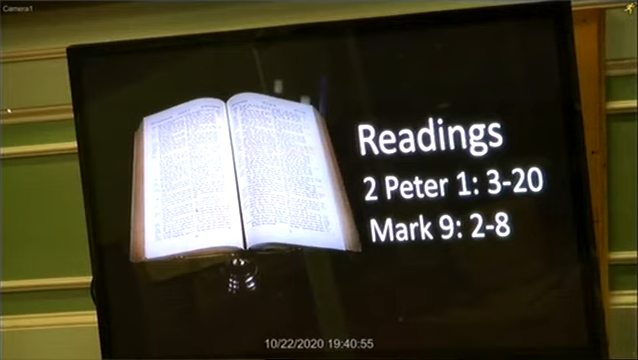 Camera1
Readings
2 Peter 1: 3-20
Mark 9: 2-8
10/22/2020 19:40:55